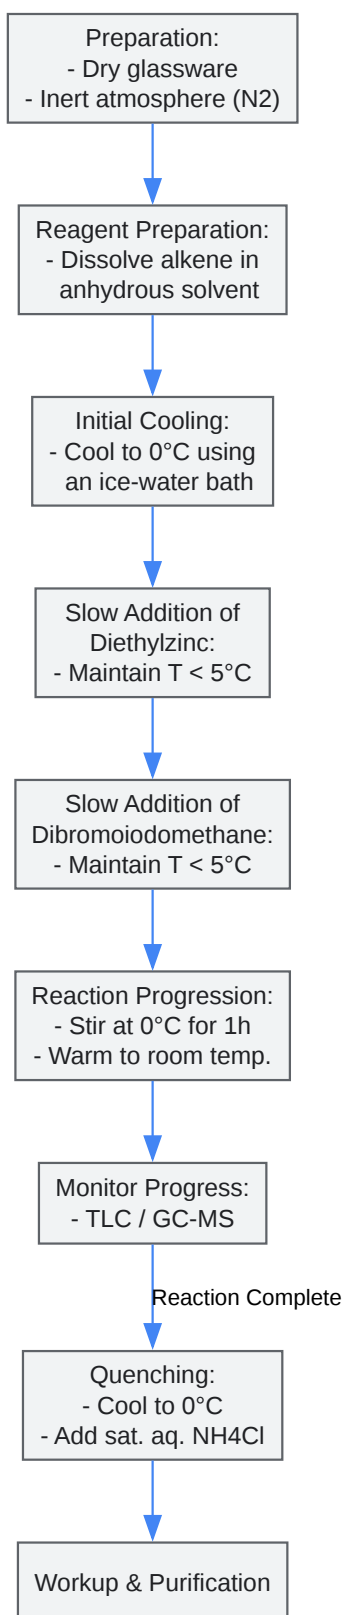 Preparation:
- Dry glassware
- Inert atmosphere (N2)
Reagent Preparation:
- Dissolve alkene in
anhydrous solvent
Initial Cooling:
- Cool to 0°C using
an ice-water bath
Slow Addition of
Diethylzinc:
- Maintain T < 5°C
Slow Addition of
Dibromoiodomethane:
- Maintain T < 5°C
Reaction Progression:
- Stir at 0°C for 1h
- Warm to room temp.
Monitor Progress:
- TLC / GC-MS
Reaction Complete
Quenching:
- Cool to 0°C
- Add sat. aq. NH4Cl
Workup & Purification